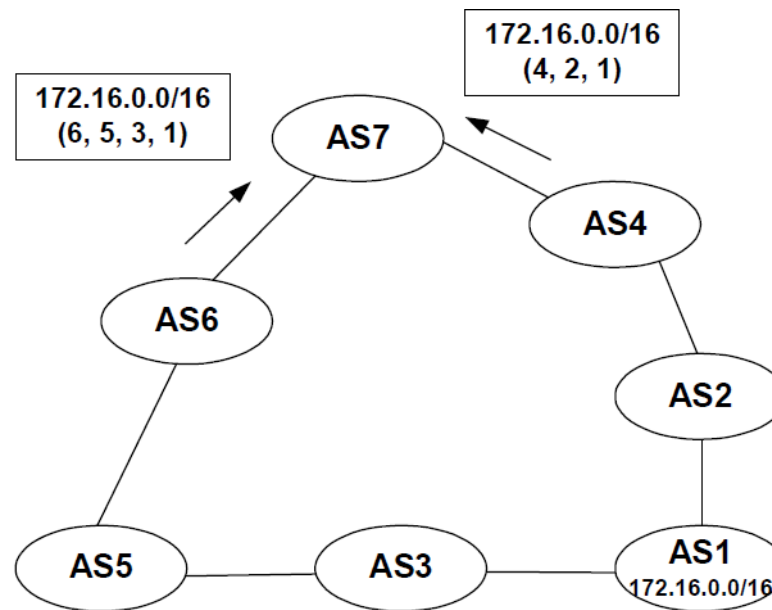 172.16.0.0/16
(4, 2, 1)
172.16.0.0/16
(6, 5, 3, 1)
AS7
AS4
AS6
AS2
AS5
AS3
AS1
172.16.0.0/16